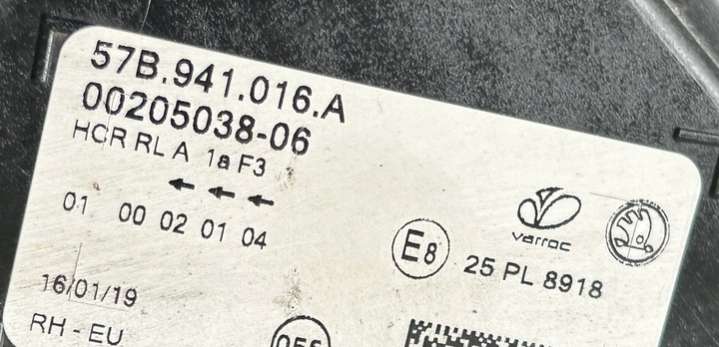 57B.941.016.A
00205038-06
HCR RL A 1a F3
01 00 02 01 04
varroc
E8 25 PL 8918
16/01/19
RH - EU